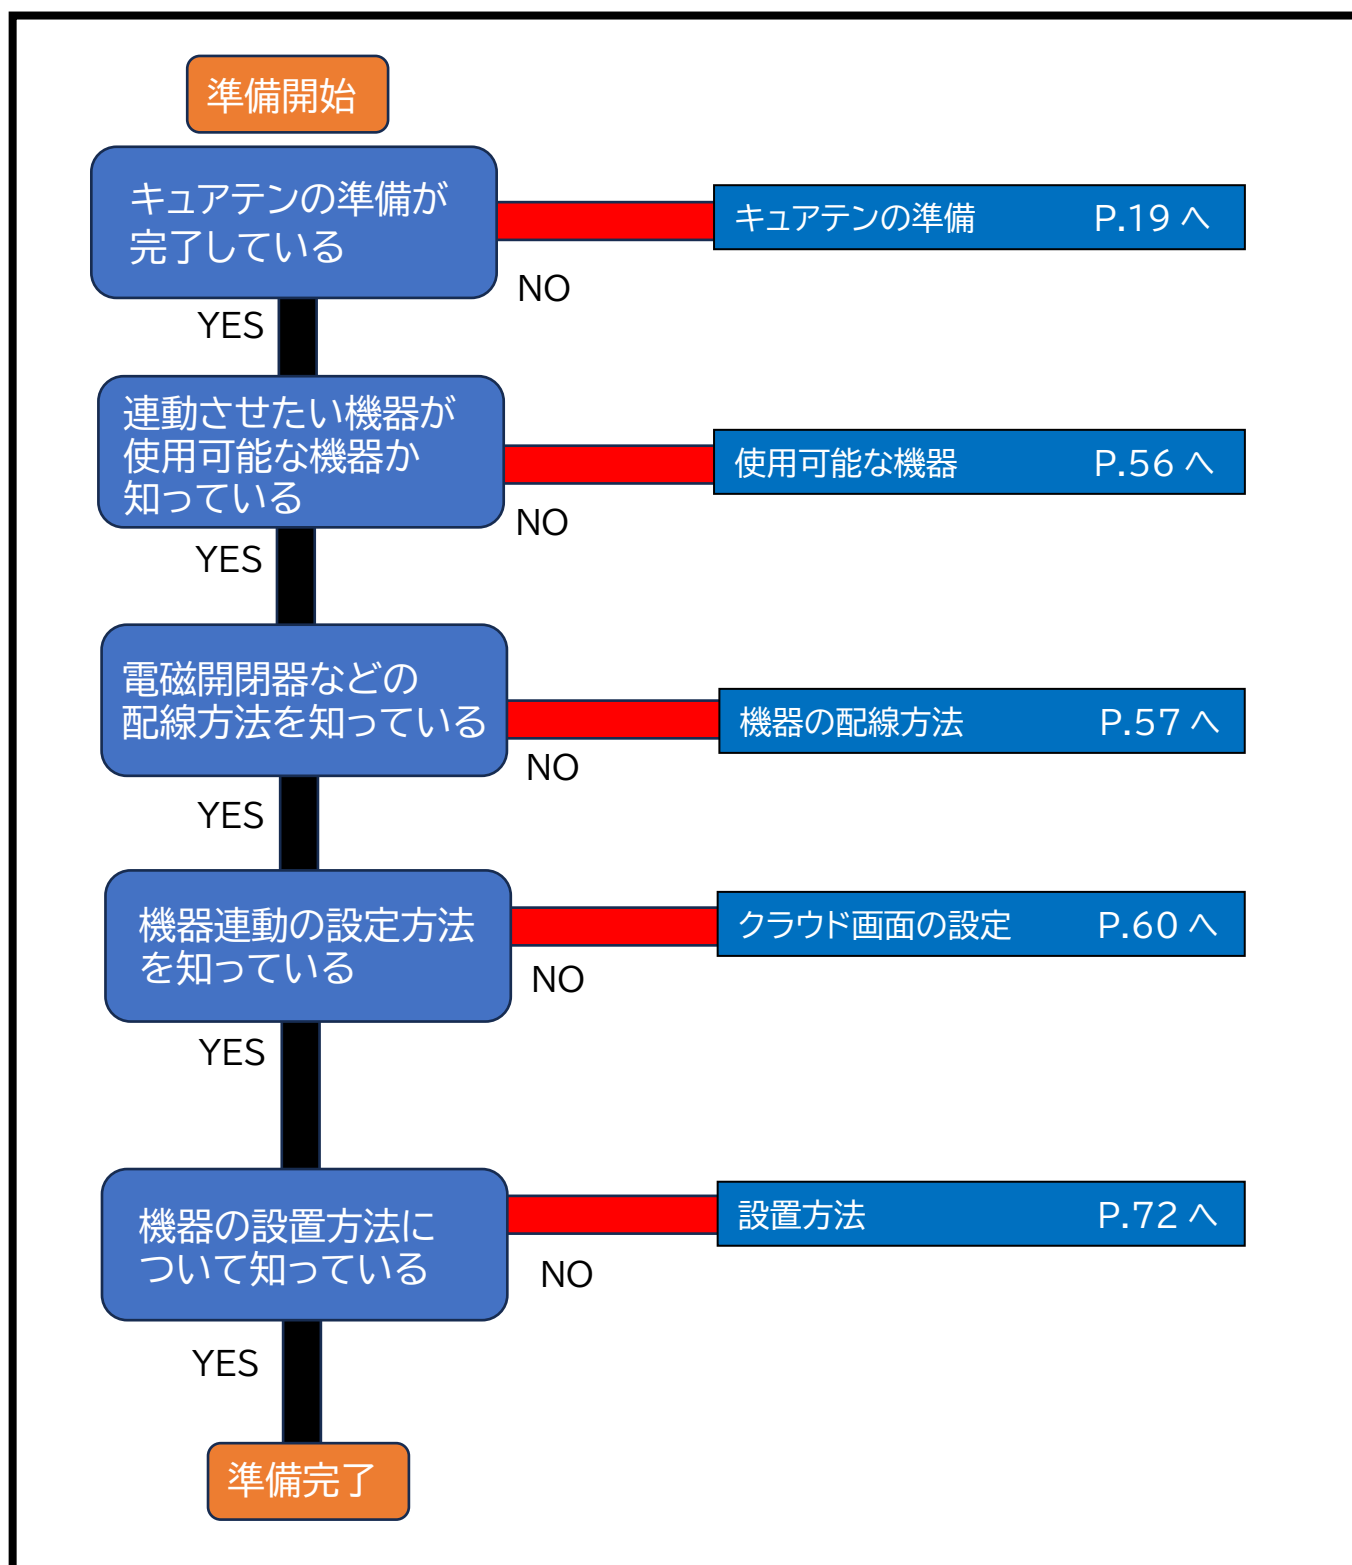 準備開始
キュアテンの準備が
完了している
キュアテンの準備 P.19 へ
NO
YES
連動させたい機器が
使用可能な機器か
知っている
使用可能な機器 P.56 へ
NO
YES
電磁開閉器などの
配線方法を知っている
機器の配線方法 P.57 へ
NO
YES
機器連動の設定方法
を知っている
クラウド画面の設定 P.60 へ
NO
YES
機器の設置方法に
ついて知っている
設置方法 P.72 へ
NO
YES
準備完了